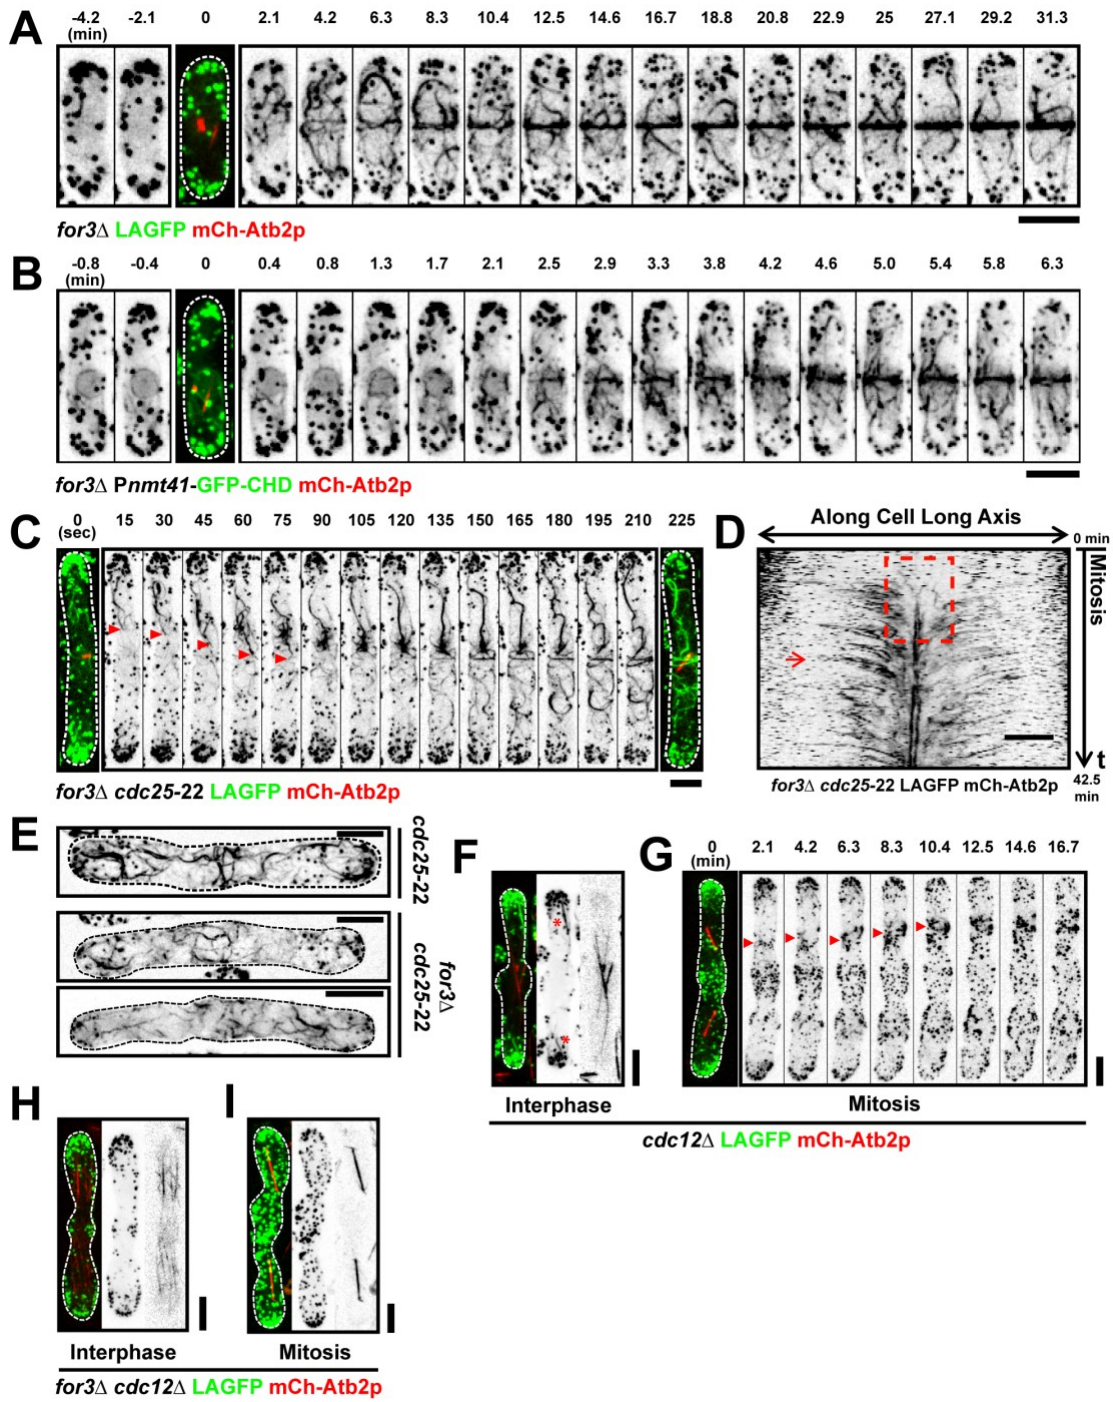 A
-4.2 -2.1 0 2.1 4.2 6.3 8.3 10.4 12.5 14.6 16.7 18.8 20.8 22.9 25 27.1 29.2 31.3
(min)
for3Δ LAGFP mCh-Atb2p
B
-0.8 -0.4 0 0.4 0.8 1.3 1.7 2.1 2.5 2.9 3.3 3.8 4.2 4.6 5.0 5.4 5.8 6.3
(min)
for3Δ Pnmt41-GFP-CHD mCh-Atb2p
C
0 15 30 45 60 75 90 105 120 135 150 165 180 195 210 225
(sec)
for3Δ cdc25-22 LAGFP mCh-Atb2p
D
Along Cell Long Axis
0 min
Mitosis
t
42.5
min
for3Δ cdc25-22 LAGFP mCh-Atb2p
E
cdc25-22
for3Δ
cdc25-22
F
*
*
Interphase
G
0 2.1 4.2 6.3 8.3 10.4 12.5 14.6 16.7
(min)
Mitosis
cdc12Δ LAGFP mCh-Atb2p
H
Interphase
I
Mitosis
for3Δ cdc12Δ LAGFP mCh-Atb2p